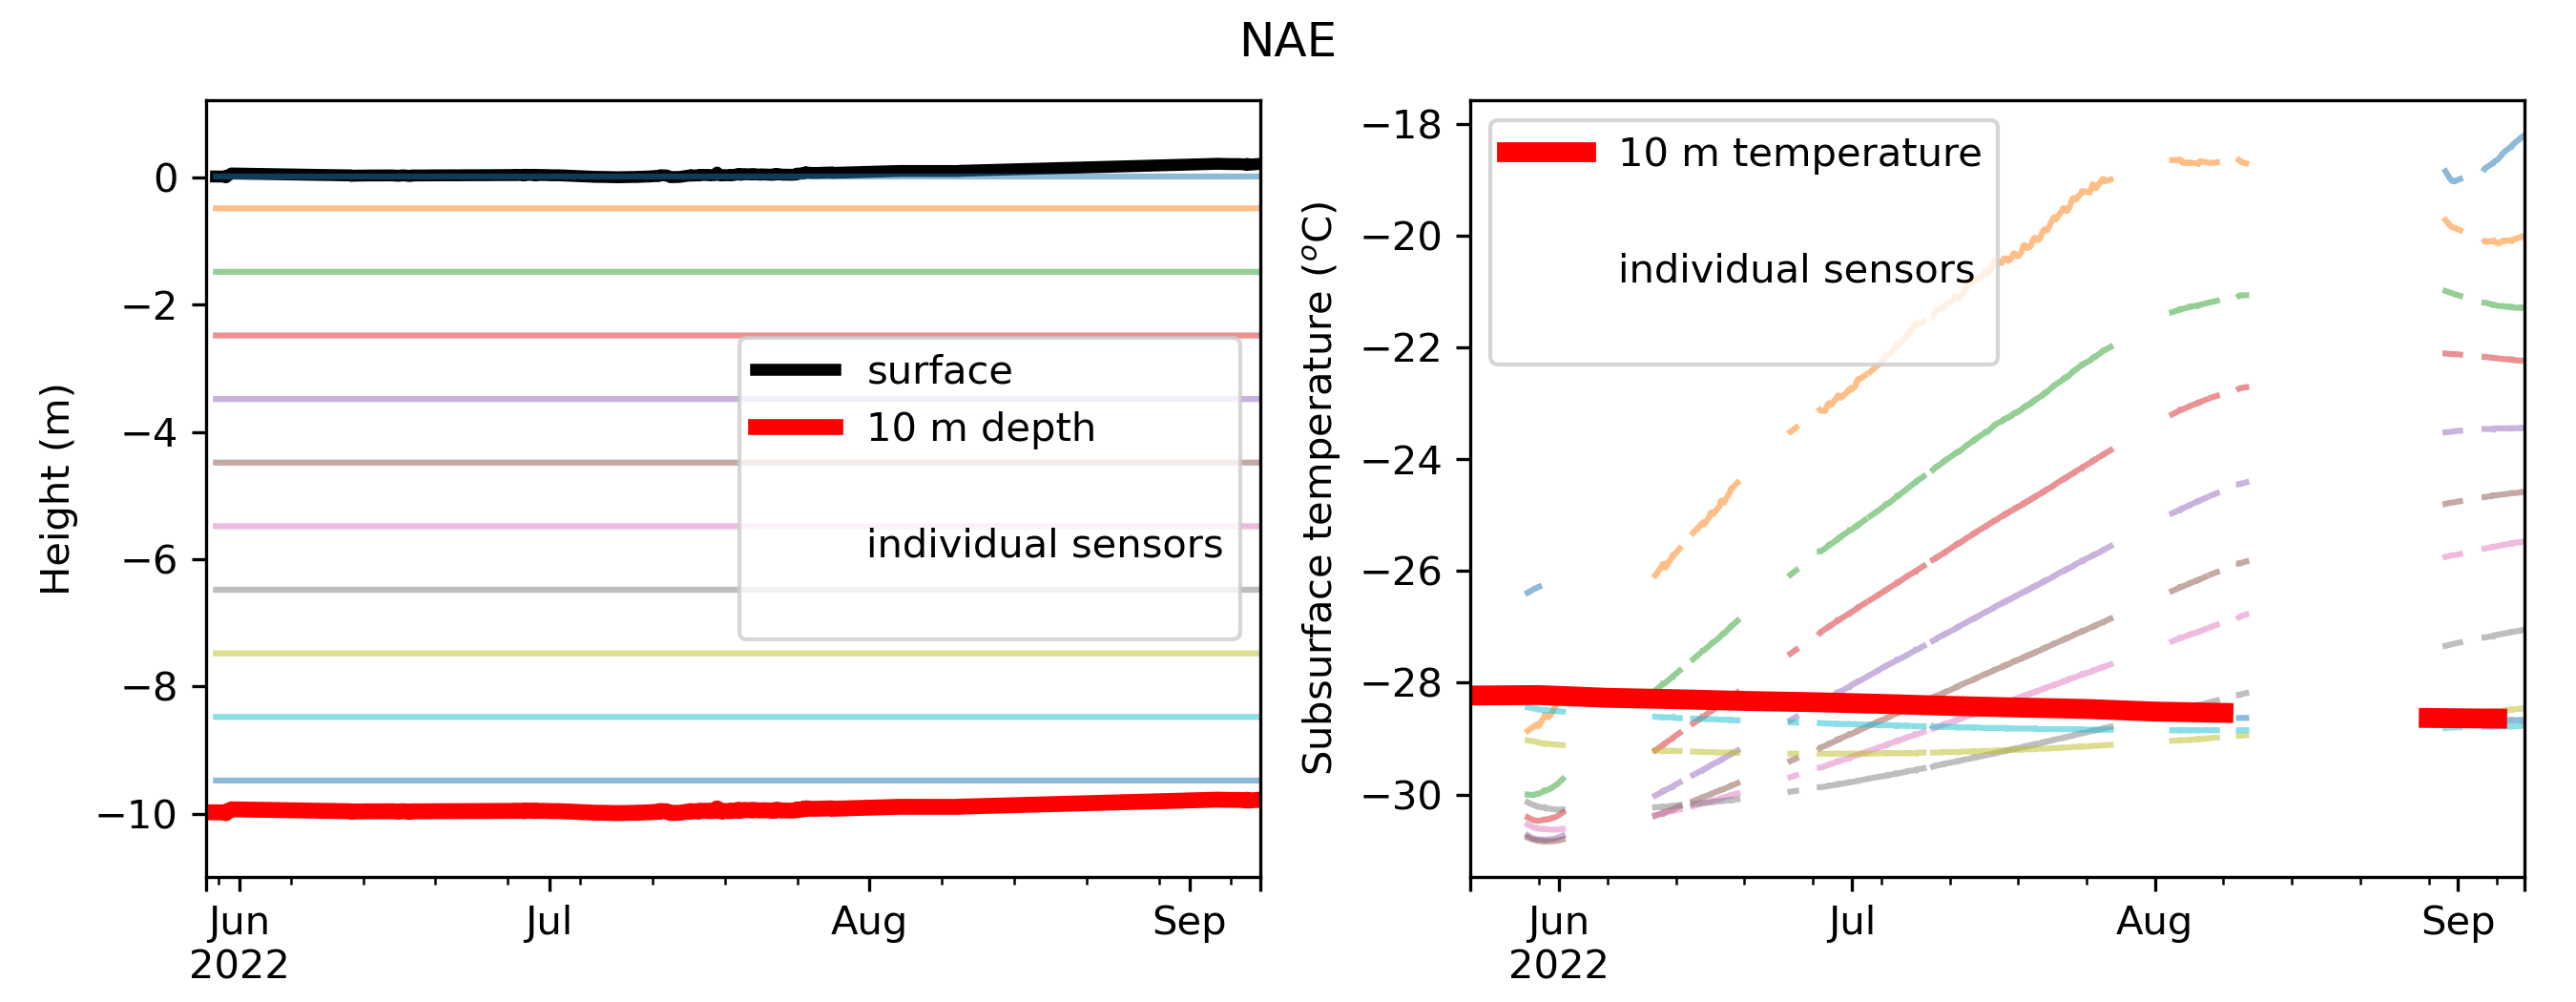 NAE
Height (m)
0
−2
−4
−6
−8
−10
surface
10 m depth
individual sensors
Jun
2022
Jul
Aug
Sep
Subsurface temperature (°C)
−18
−20
−22
−24
−26
−28
−30
10 m temperature
individual sensors
Jun
2022
Jul
Aug
Sep